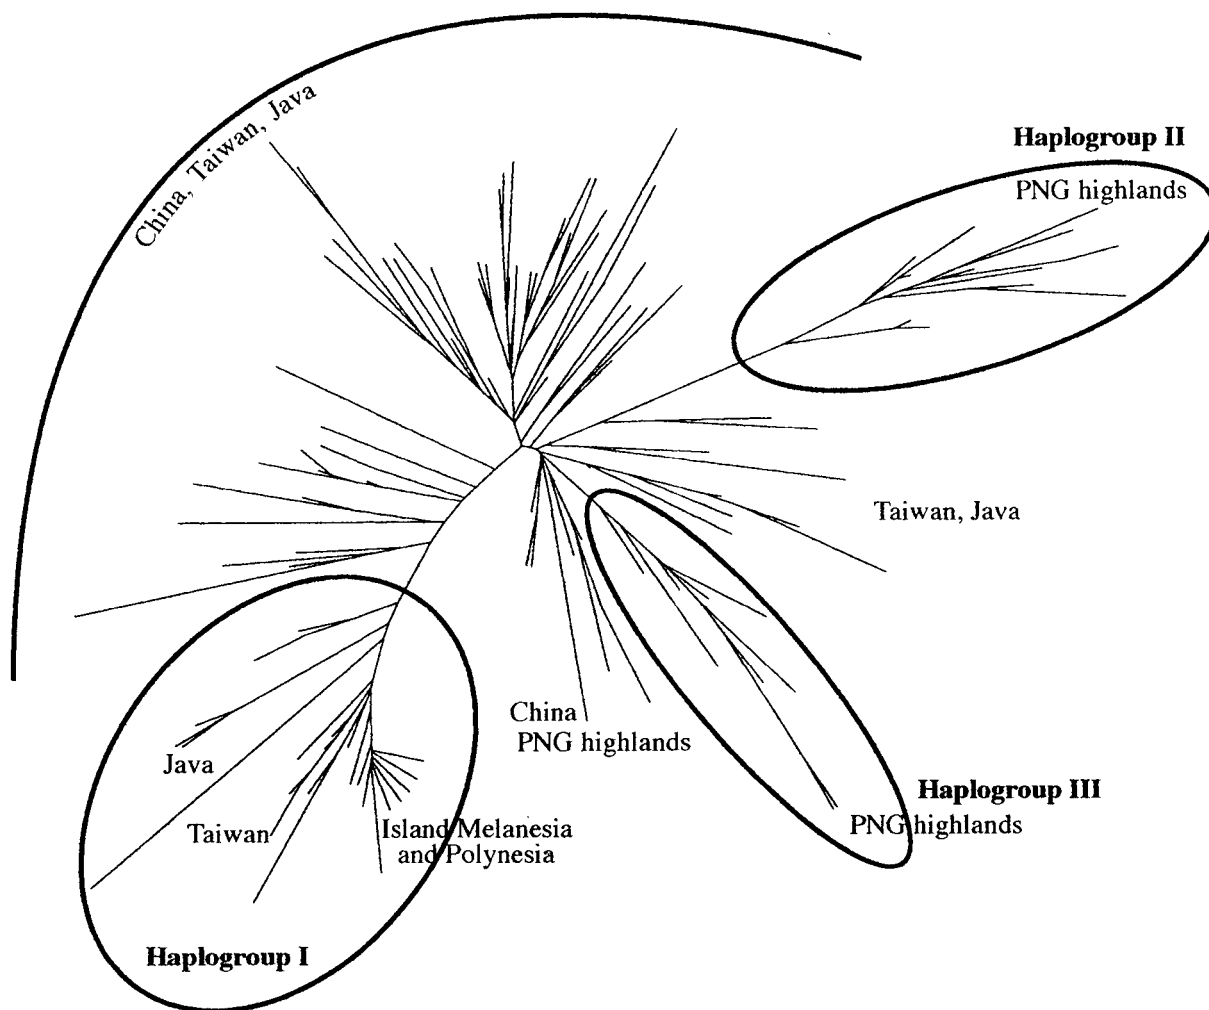 China, Taiwan, Java
Haplogroup II
PNG highlands
Taiwan, Java
China
PNG highlands
Java
Haplogroup III
PNG highlands
Taiwan
Island Melanesia
and Polynesia
Haplogroup I